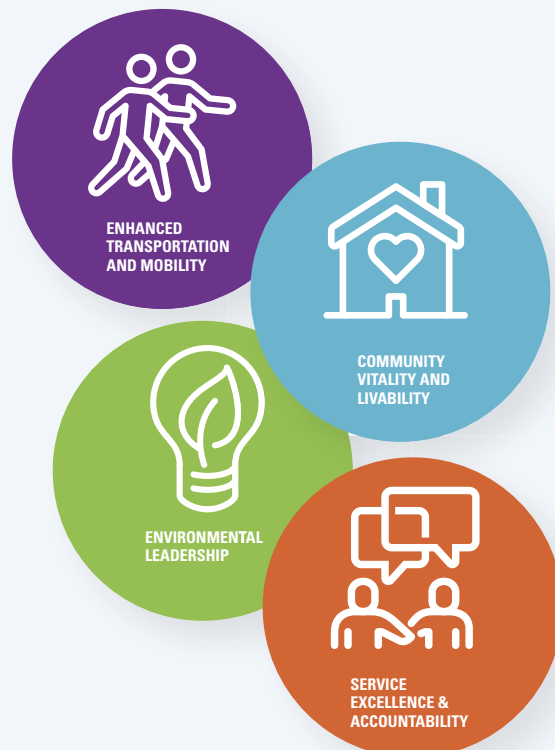 ENHANCED
TRANSPORTATION
AND MOBILITY
COMMUNITY
VITALITY AND
LIVABILITY
ENVIRONMENTAL
LEADERSHIP
SERVICE
EXCELLENCE &
ACCOUNTABILITY